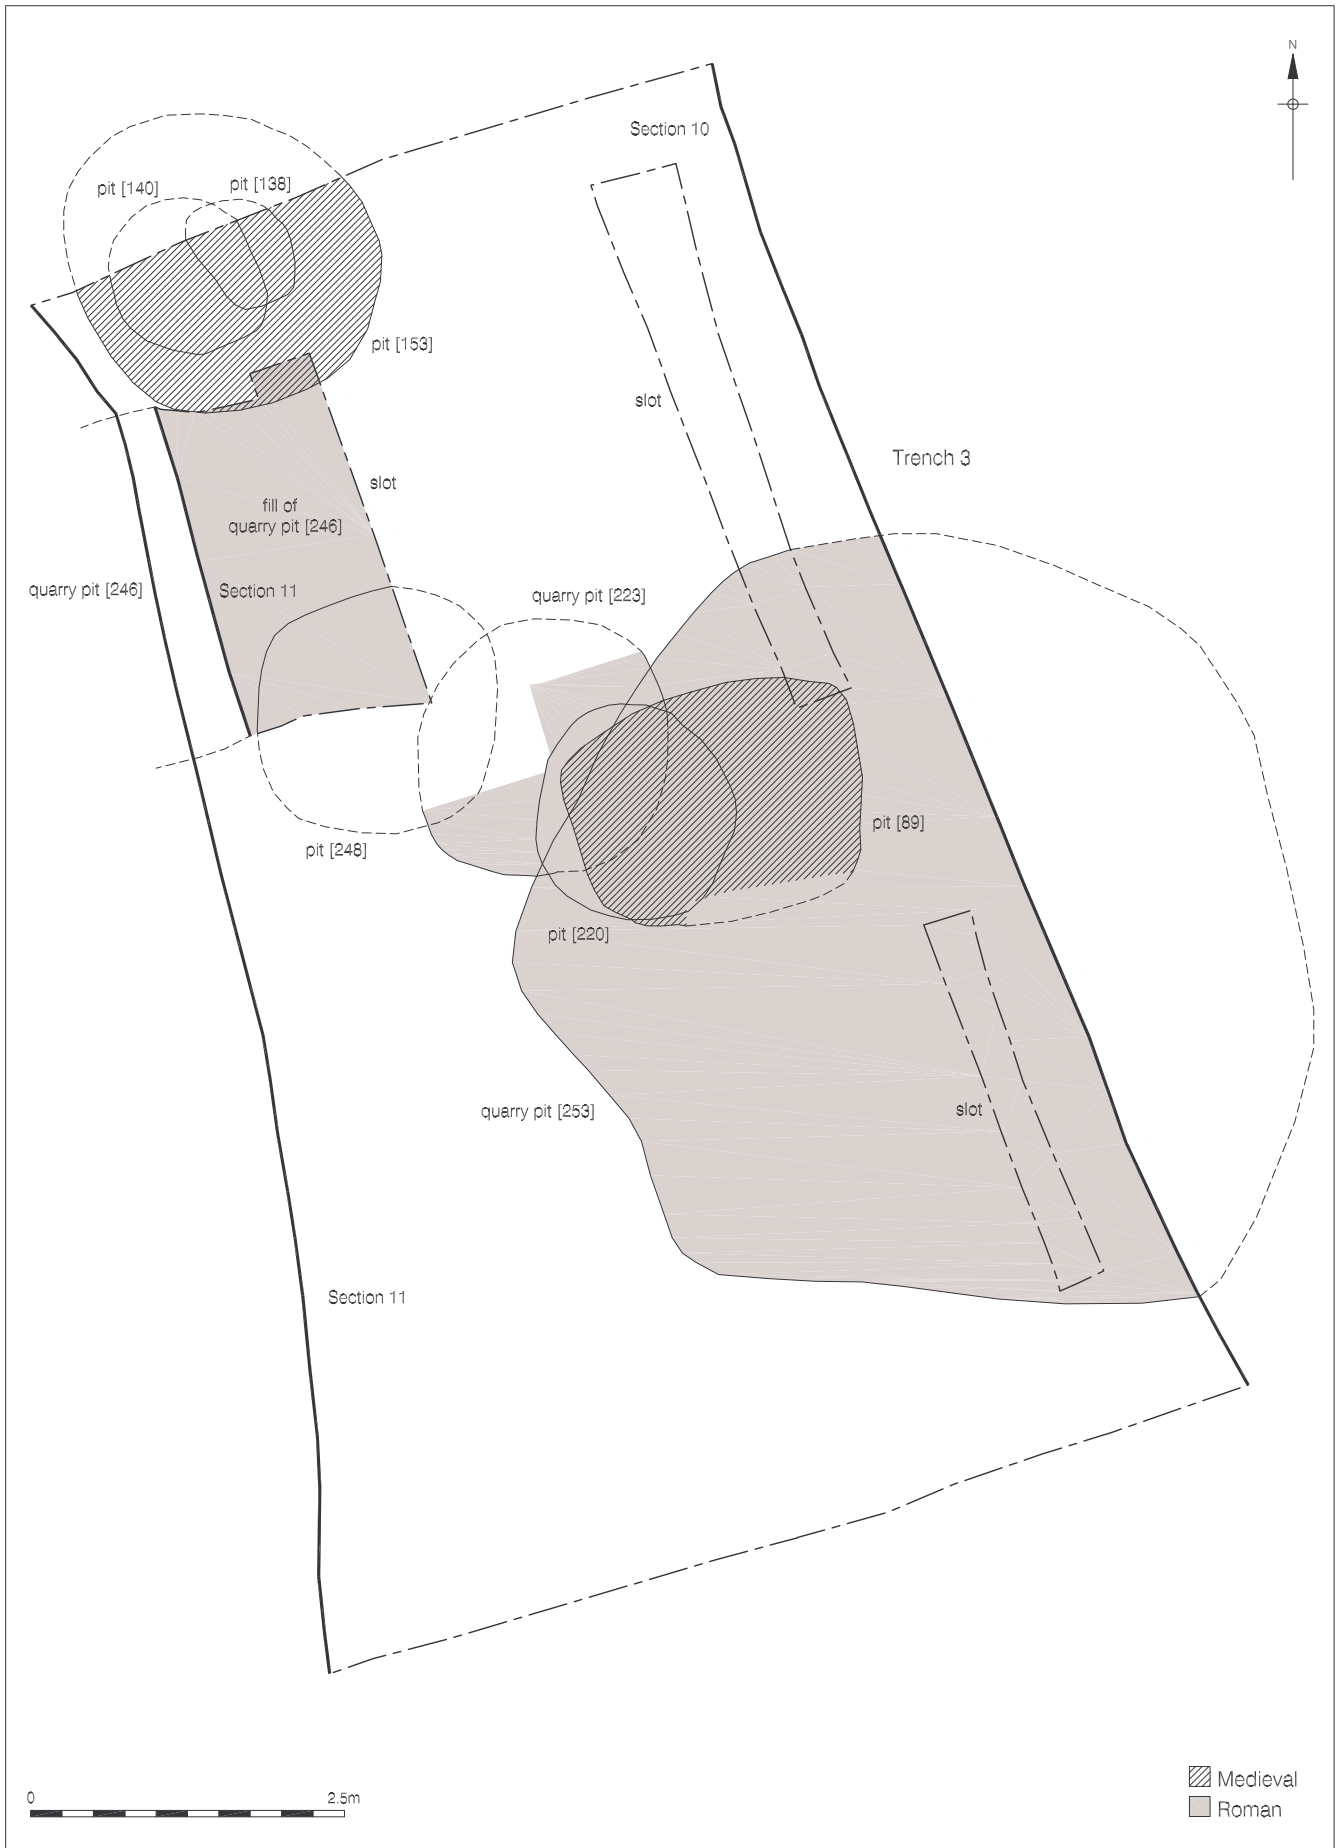 N
Section 10
pit [140]
pit [138]
pit [153]
slot
Trench 3
slot
fill of
quarry pit [246]
quarry pit [246]
Section 11
quarry pit [223]
pit [89]
pit [248]
pit [220]
quarry pit [253]
slot
Section 11
Medieval
0 2.5m
Roman